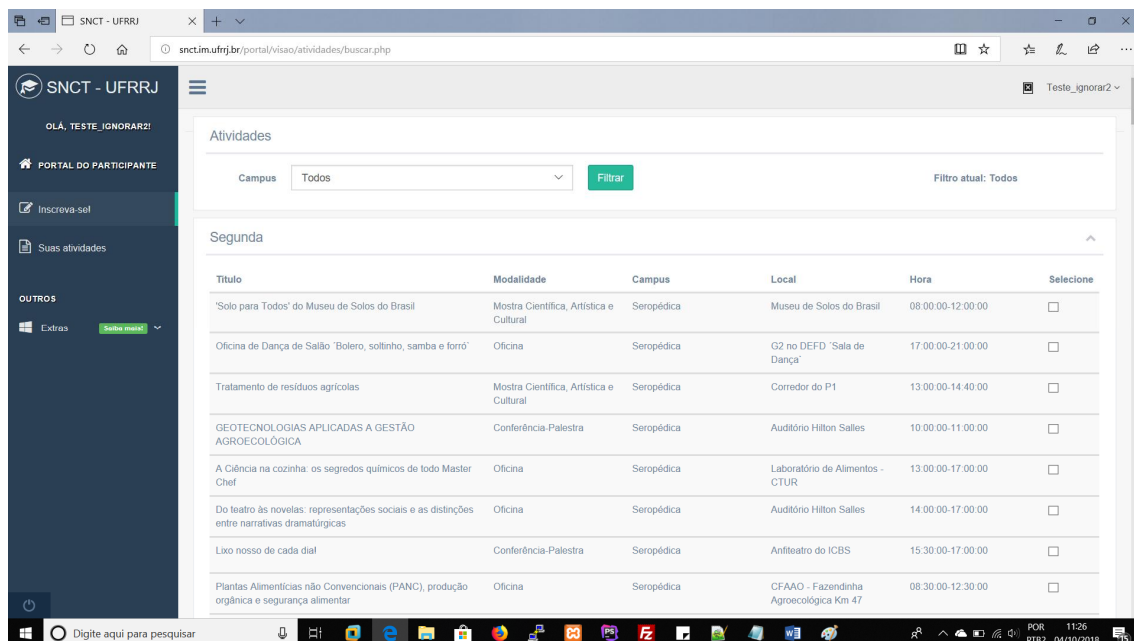 SNCT - UFRRJ
snct.im.ufrrj.br/portal/visao/atividades/buscar.php
SNCT - UFRRJ
Teste_ignorar2
OLÁ, TESTE_IGNORAR2!
PORTAL DO PARTICIPANTE
Inscreva-se!
Suas atividades
OUTROS
Extras Saiba mais!
Atividades
Campus Todos Filtrar Filtro atual: Todos
Segunda
Titulo Modalidade Campus Local Hora Selecione
'Solo para Todos' do Museu de Solos do Brasil Mostra Científica, Artística e Seropédica Museu de Solos do Brasil 08:00:00-12:00:00
Cultural
Oficina de Dança de Salão ´Bolero, soltinho, samba e forró´ Oficina Seropédica G2 no DEFD ´Sala de 17:00:00-21:00:00
Dança´
Tratamento de resíduos agrícolas Mostra Científica, Artística e Seropédica Corredor do P1 13:00:00-14:40:00
Cultural
GEOTECNOLOGIAS APLICADAS A GESTÃO Conferência-Palestra Seropédica Auditório Hilton Salles 10:00:00-11:00:00
AGROECOLÓGICA
A Ciência na cozinha: os segredos químicos de todo Master Oficina Seropédica Laboratório de Alimentos - 13:00:00-17:00:00
Chef CTUR
Do teatro às novelas: representações sociais e as distinções Oficina Seropédica Auditório Hilton Salles 14:00:00-17:00:00
entre narrativas dramatúrgicas
Lixo nosso de cada dia! Conferência-Palestra Seropédica Anfiteatro do ICBS 15:30:00-17:00:00
Plantas Alimentícias não Convencionais (PANC), produção Oficina Seropédica CFAAO - Fazendinha 08:30:00-12:30:00
orgânica e segurança alimentar Agroecológica Km 47
Digite aqui para pesquisar
POR 11:26
PTB2 04/10/2018